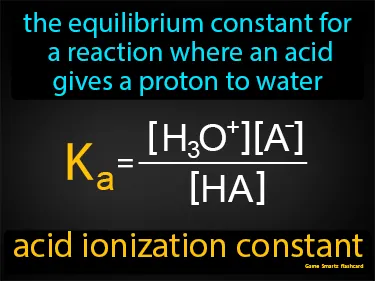 the equilibrium constant for
a reaction where an acid
gives a proton to water
Kₐ = [H₃O⁺][A⁻] / [HA]
acid ionization constant
Game Smartz flashcard